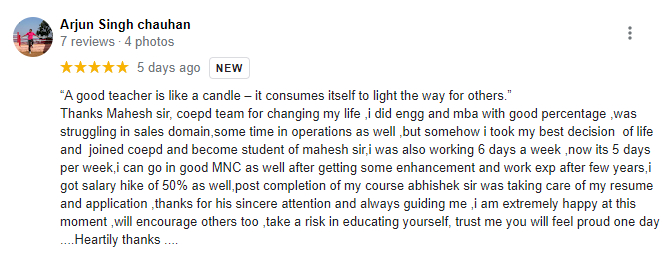 Arjun Singh chauhan
7 reviews · 4 photos
5 days ago NEW
“A good teacher is like a candle – it consumes itself to light the way for others.”
Thanks Mahesh sir, coepd team for changing my life ,i did engg and mba with good percentage ,was
struggling in sales domain,some time in operations as well ,but somehow i took my best decision  of life
and  joined coepd and become student of mahesh sir,i was also working 6 days a week ,now its 5 days
per week,i can go in good MNC as well after getting some enhancement and work exp after few years,i
got salary hike of 50% as well,post completion of my course abhishek sir was taking care of my resume
and application ,thanks for his sincere attention and always guiding me ,i am extremely happy at this
moment ,will encourage others too ,take a risk in educating yourself, trust me you will feel proud one day
....Heartily thanks ....